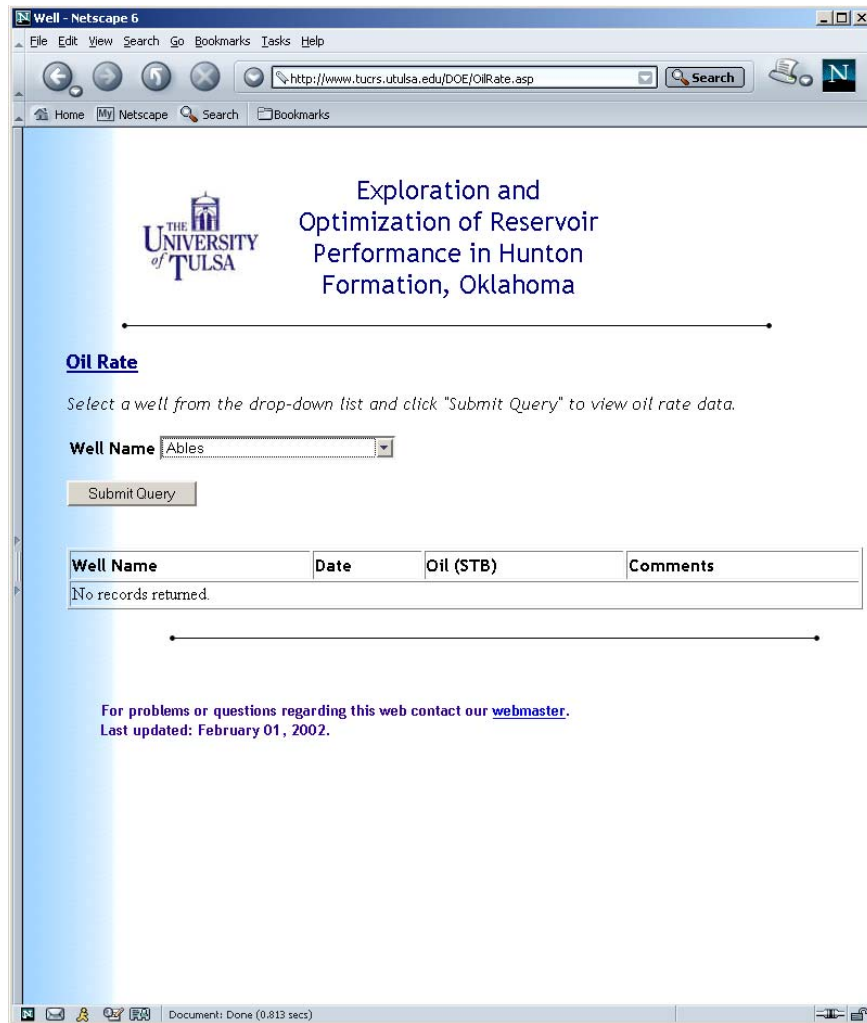 Well - Netscape 6
File Edit View Search Go Bookmarks Tasks Help
http://www.tucrs.utulsa.edu/DOE/OilRate.asp Search N
Home My Netscape Search Bookmarks
THE
UNIVERSITY
of TULSA
Exploration and
Optimization of Reservoir
Performance in Hunton
Formation, Oklahoma
Oil Rate
Select a well from the drop-down list and click "Submit Query" to view oil rate data.
Well Name Ables
Submit Query
Well Name Date Oil (STB) Comments
No records returned.
For problems or questions regarding this web contact our webmaster.
Last updated: February 01, 2002.
Document: Done (0.813 secs)